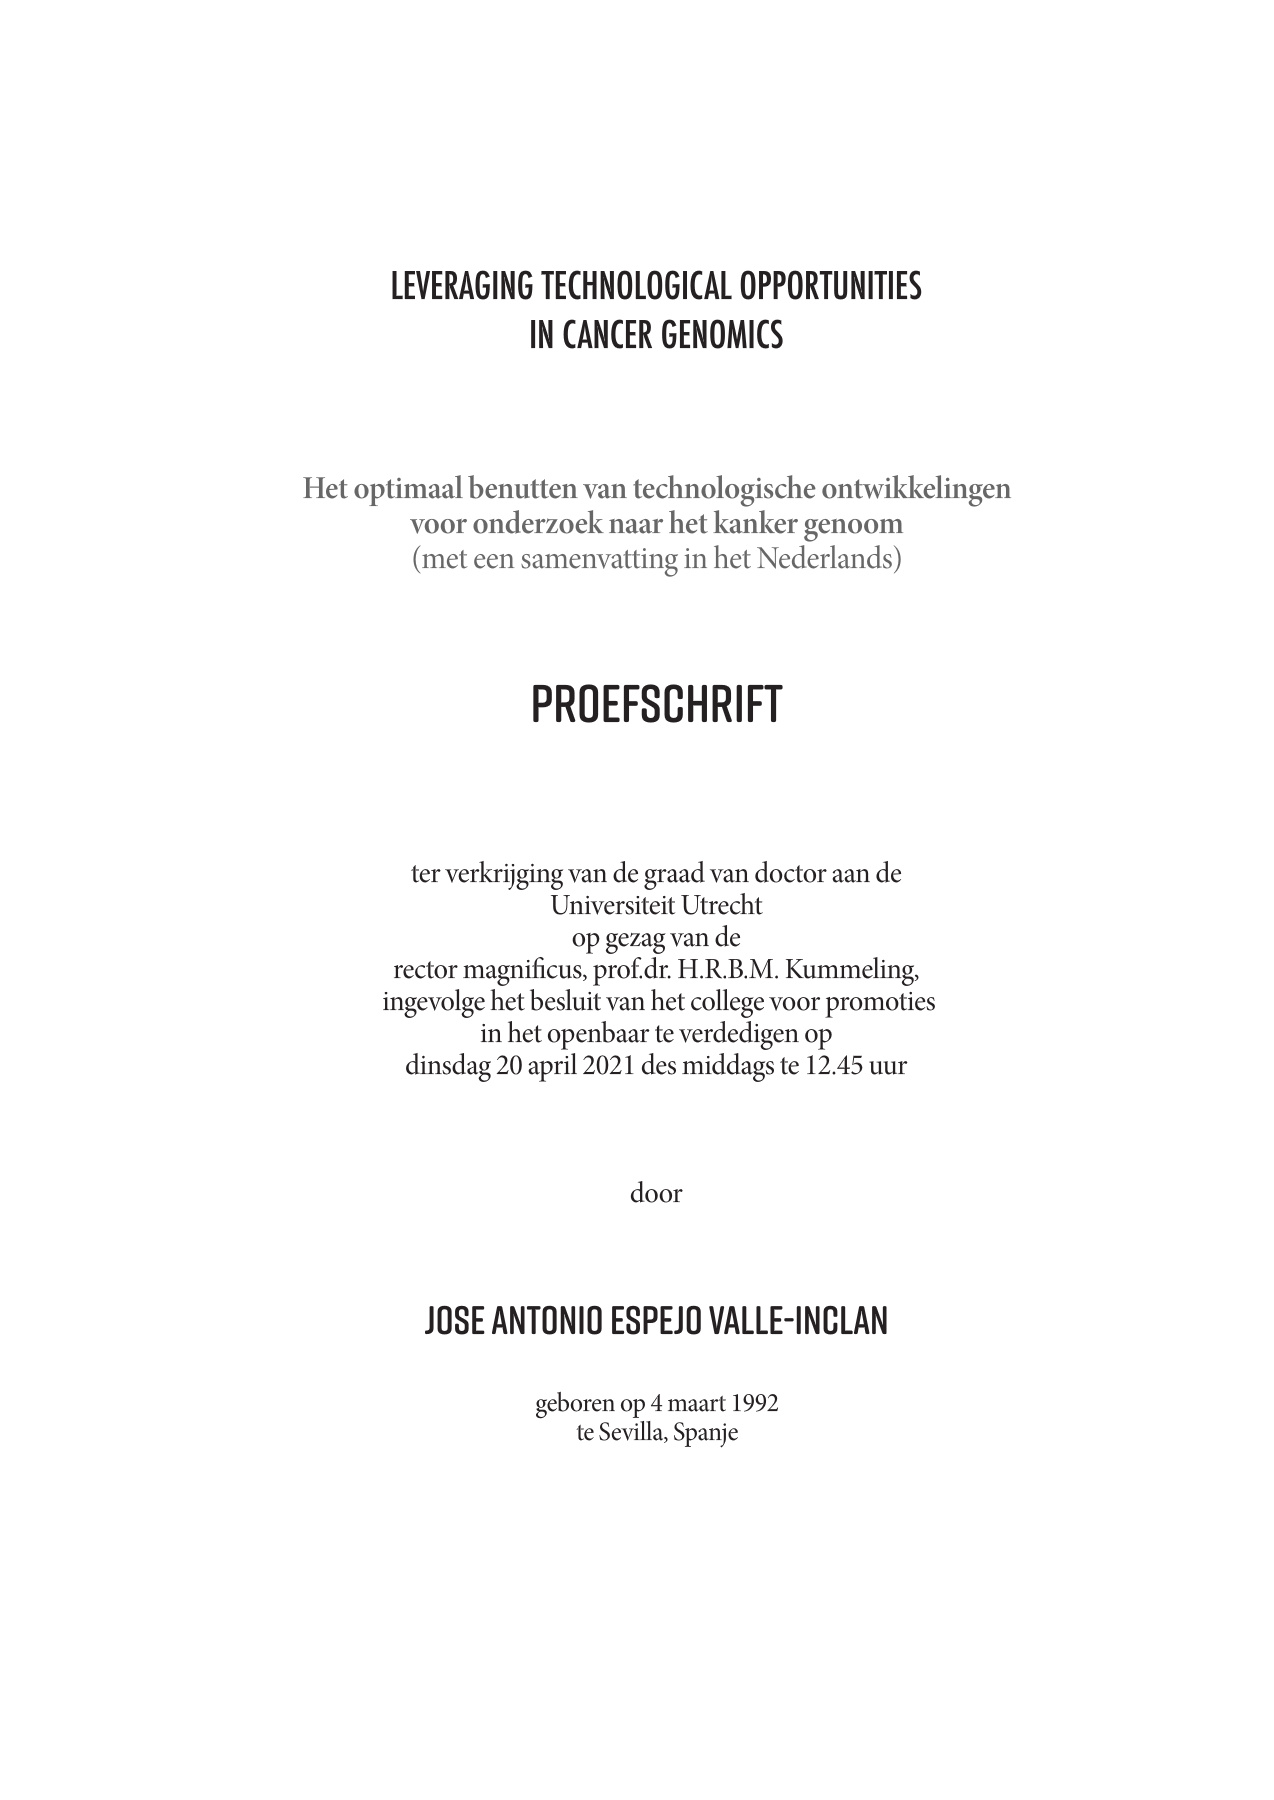 LEVERAGING TECHNOLOGICAL OPPORTUNITIES
IN CANCER GENOMICS
Het optimaal benutten van technologische ontwikkelingen
voor onderzoek naar het kanker genoom
(met een samenvatting in het Nederlands)
PROEFSCHRIFT
ter verkrijging van de graad van doctor aan de
Universiteit Utrecht
op gezag van de
rector magnificus, prof.dr. H.R.B.M. Kummeling,
ingevolge het besluit van het college voor promoties
in het openbaar te verdedigen op
dinsdag 20 april 2021 des middags te 12.45 uur
door
JOSE ANTONIO ESPEJO VALLE-INCLAN
geboren op 4 maart 1992
te Sevilla, Spanje